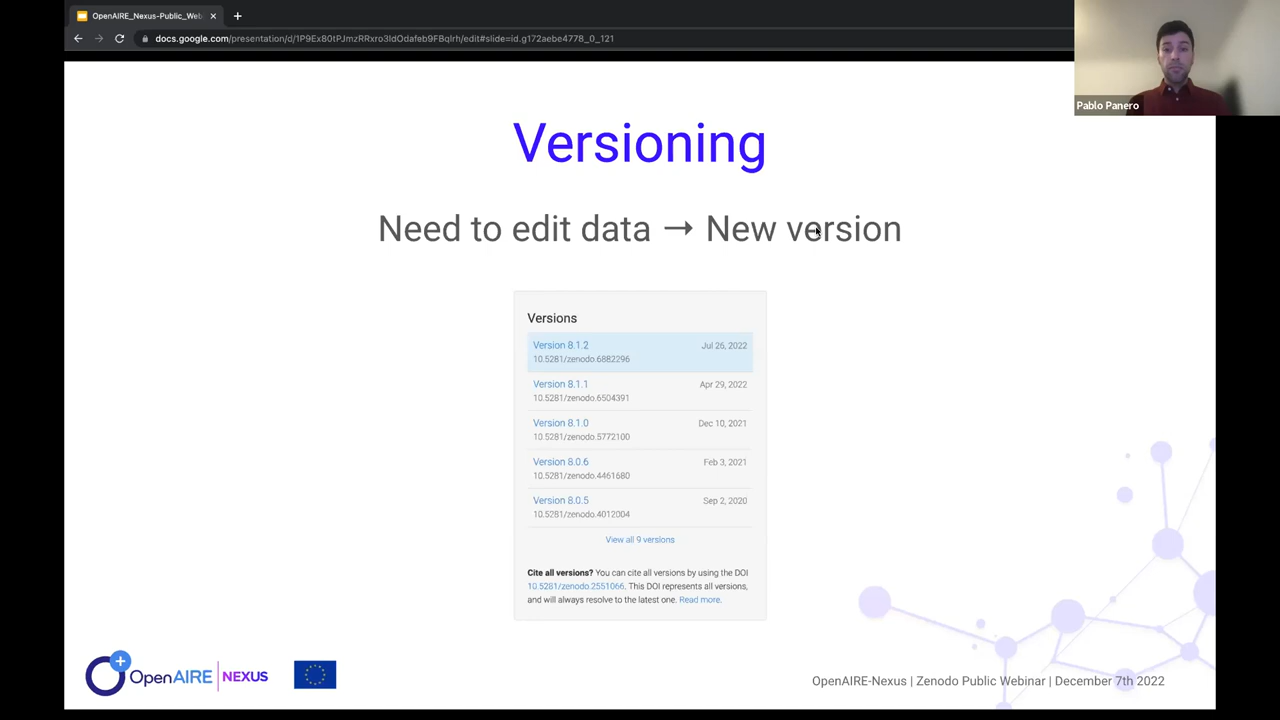 OpenAIRE_Nexus-Public_Web
docs.google.com/presentation/d/1P9Ex80tPJmzRRxro3IdOdafeb9FBqlrh/edit#slide=id.g172aebe4778_0_121
Pablo Panero
Versioning
Need to edit data → New version
Versions
Version 8.1.2 Jul 26, 2022
10.5281/zenodo.6882296
Version 8.1.1 Apr 29, 2022
10.5281/zenodo.6504391
Version 8.1.0 Dec 10, 2021
10.5281/zenodo.5772100
Version 8.0.6 Feb 3, 2021
10.5281/zenodo.4461680
Version 8.0.5 Sep 2, 2020
10.5281/zenodo.4012004
View all 9 versions
Cite all versions? You can cite all versions by using the DOI
10.5281/zenodo.2551066. This DOI represents all versions,
and will always resolve to the latest one. Read more.
OpenAIRE | NEXUS
OpenAIRE-Nexus | Zenodo Public Webinar | December 7th 2022